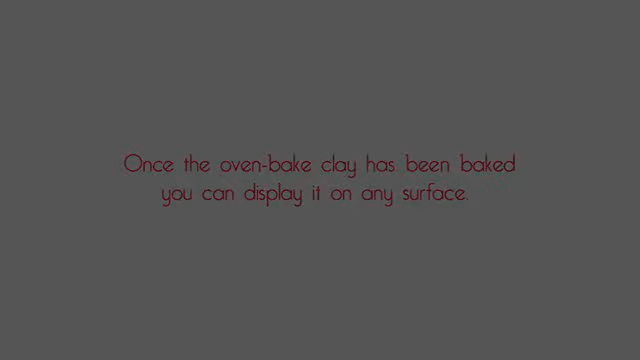 Once the oven-bake clay has been baked
you can display it on any surface.